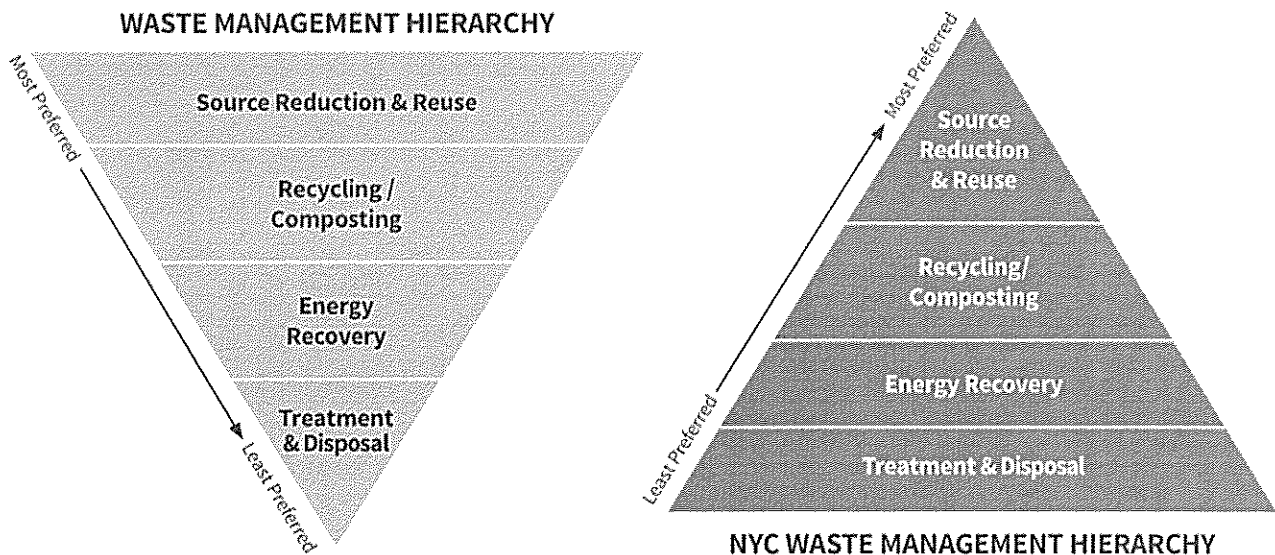 WASTE MANAGEMENT HIERARCHY
Most Preferred
Source Reduction & Reuse
Recycling /
Composting
Energy
Recovery
Treatment
& Disposal
Least Preferred
Most Preferred
Source
Reduction
& Reuse
Recycling/
Composting
Energy Recovery
Treatment & Disposal
Least Preferred
NYC WASTE MANAGEMENT HIERARCHY